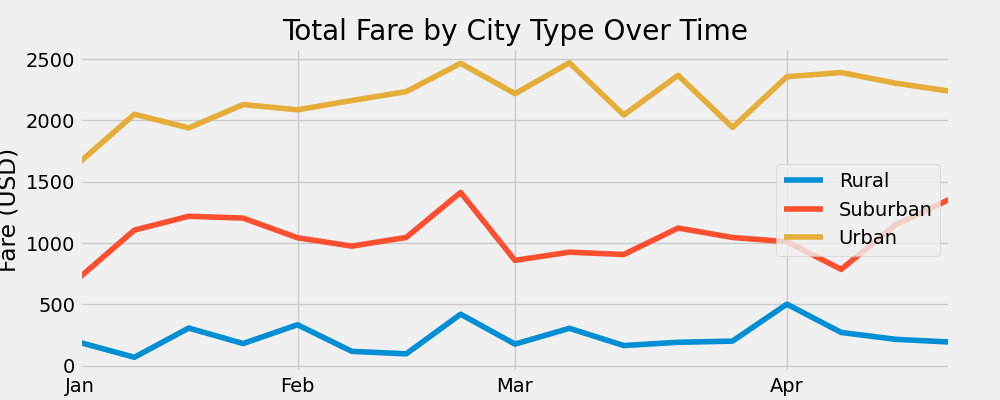 Total Fare by City Type Over Time
Fare (USD)
2500
2000
1500
1000
500
0
Jan
Feb
Mar
Apr
Rural
Suburban
Urban